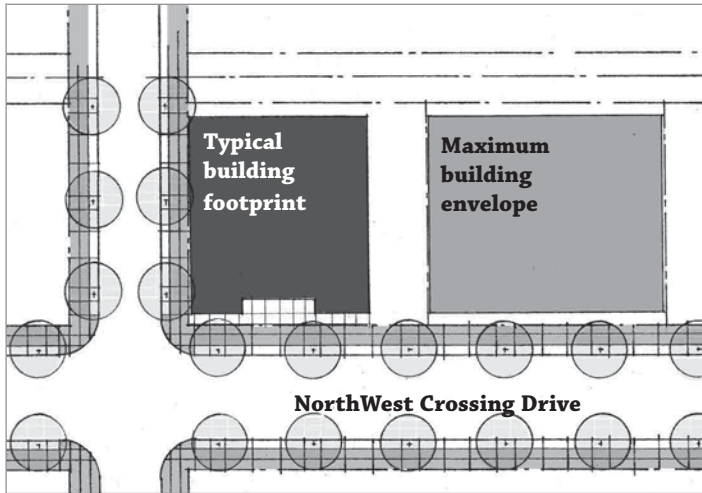 Typical
building
footprint
Maximum
building
envelope
NorthWest Crossing Drive